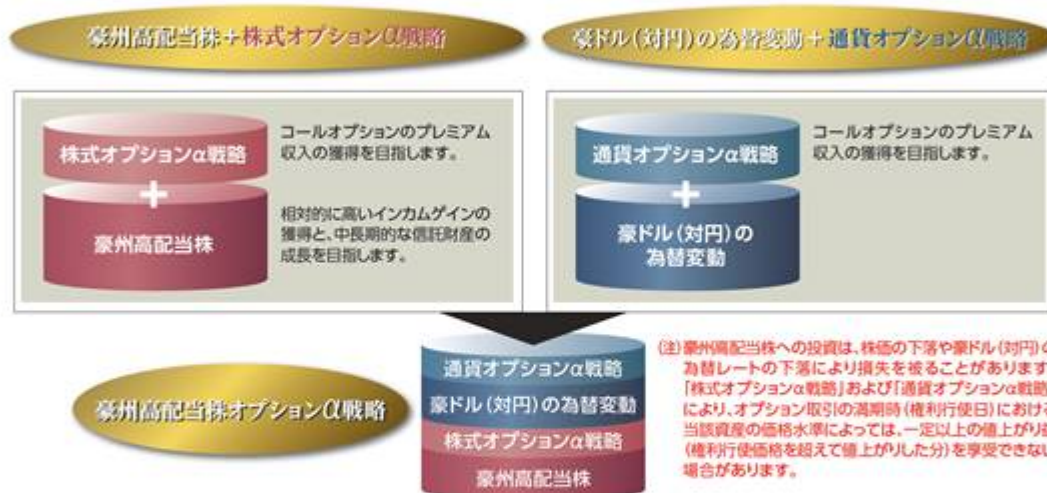 豪州高配当株+株式オプションα戦略
豪ドル(対円)の為替変動+通貨オプションα戦略
株式オプションα戦略
+
豪州高配当株
コールオプションのプレミアム
収入の獲得を目指します。
相対的に高いインカムゲインの
獲得と、中長期的な信託財産の
成長を目指します。
通貨オプションα戦略
+
豪ドル(対円)の
為替変動
コールオプションのプレミアム
収入の獲得を目指します。
豪州高配当株オプションα戦略
通貨オプションα戦略
豪ドル(対円)の為替変動
株式オプションα戦略
豪州高配当株
(注)豪州高配当株への投資は、株価の下落や豪ドル(対円)の
為替レートの下落により損失を被ることがあります
「株式オプションα戦略」および「通貨オプションα戦略
により、オプション取引の満期時(権利行使日)における
当該資産の価格水準によっては、一定以上の値上がり益
(権利行使価格を超えて値上がりした分)を享受できない
場合があります。